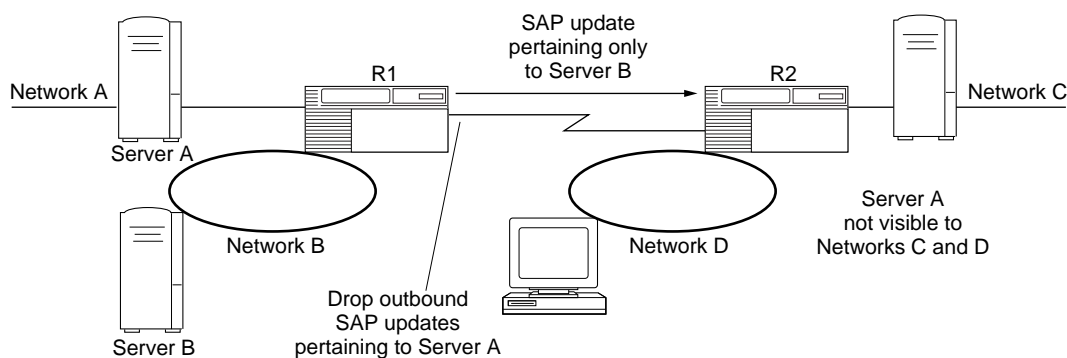 SAP update
pertaining only
to Server B
R1
R2
Network A
Network C
Server A
Server A
not visible to
Networks C and D
Network B
Network D
Drop outbound
SAP updates
pertaining to Server A
Server B